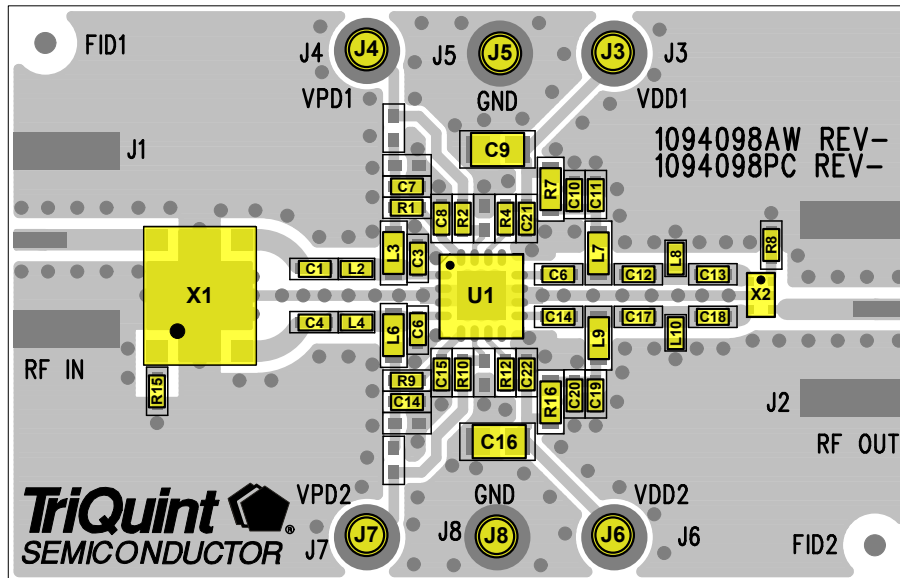 FID1
J4
J4
J5
J5
J3
J3
VPD1
GND
VDD1
1094098AW REV-
1094098PC REV-
J1
C9
C7
R7
C10
C11
R1
C8
R2
R4
C21
L3
C3
L7
L8
R8
C1
L2
C6
C12
C13
X1
U1
X2
C4
L4
L6
C6
C14
L9
C17
L10
C18
RF IN
R15
R9
C14
C15
R10
R12
C22
R16
C20
C19
J2
C16
RF OUT
TriQuint ®
SEMICONDUCTOR
VPD2
GND
VDD2
J7
J7
J8
J8
J6
J6
FID2